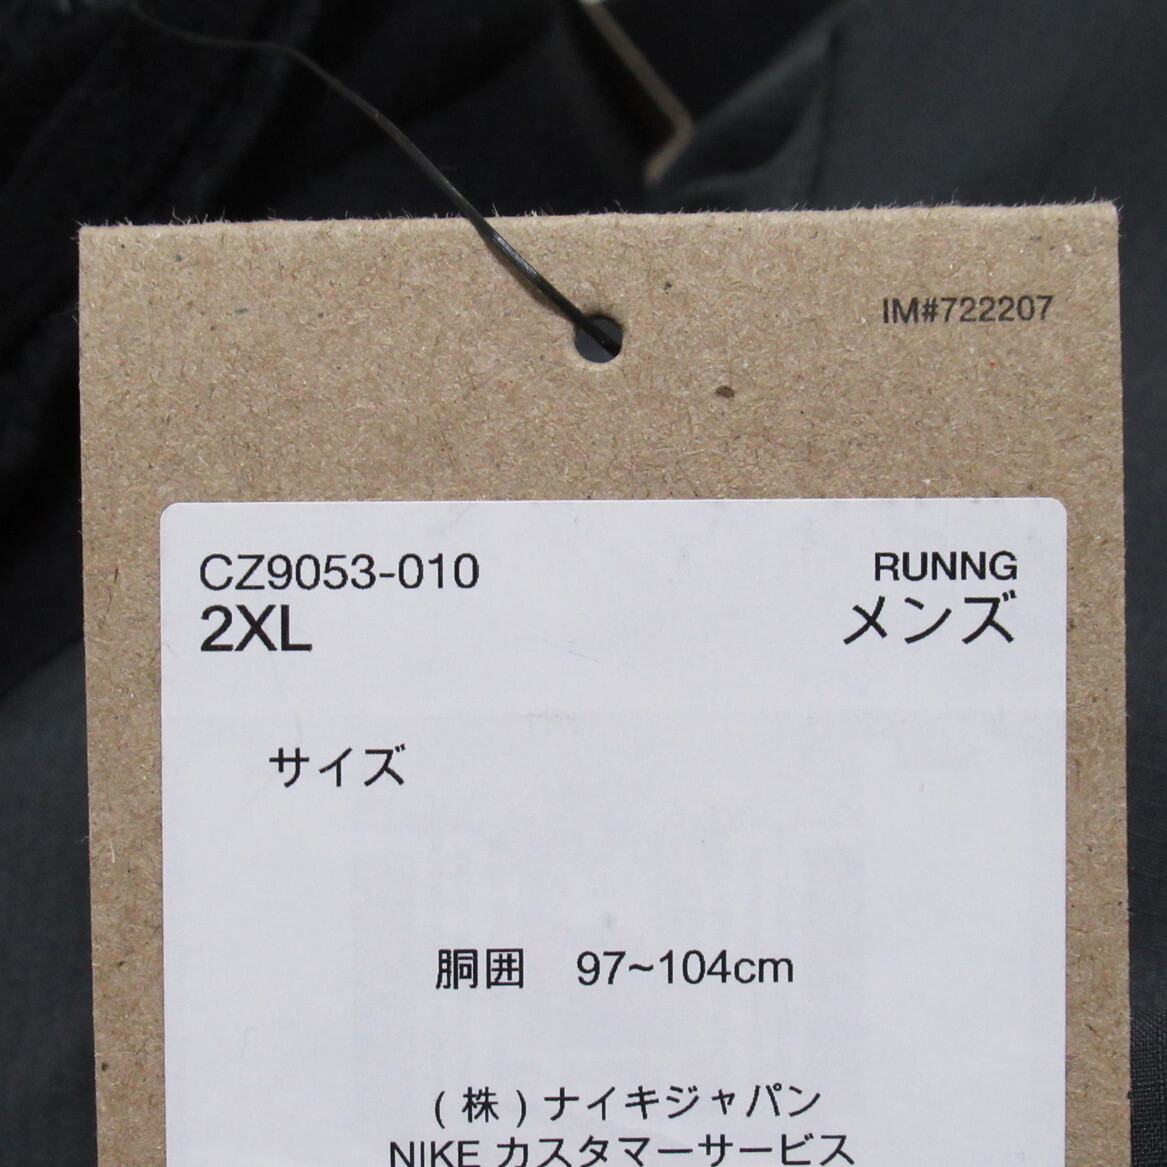 IM#722207
CZ9053-010 RUNNG
2XL メンズ
サイズ
胴囲 97~104cm
(株)ナイキジャパン
NIKE カスタマーサービス